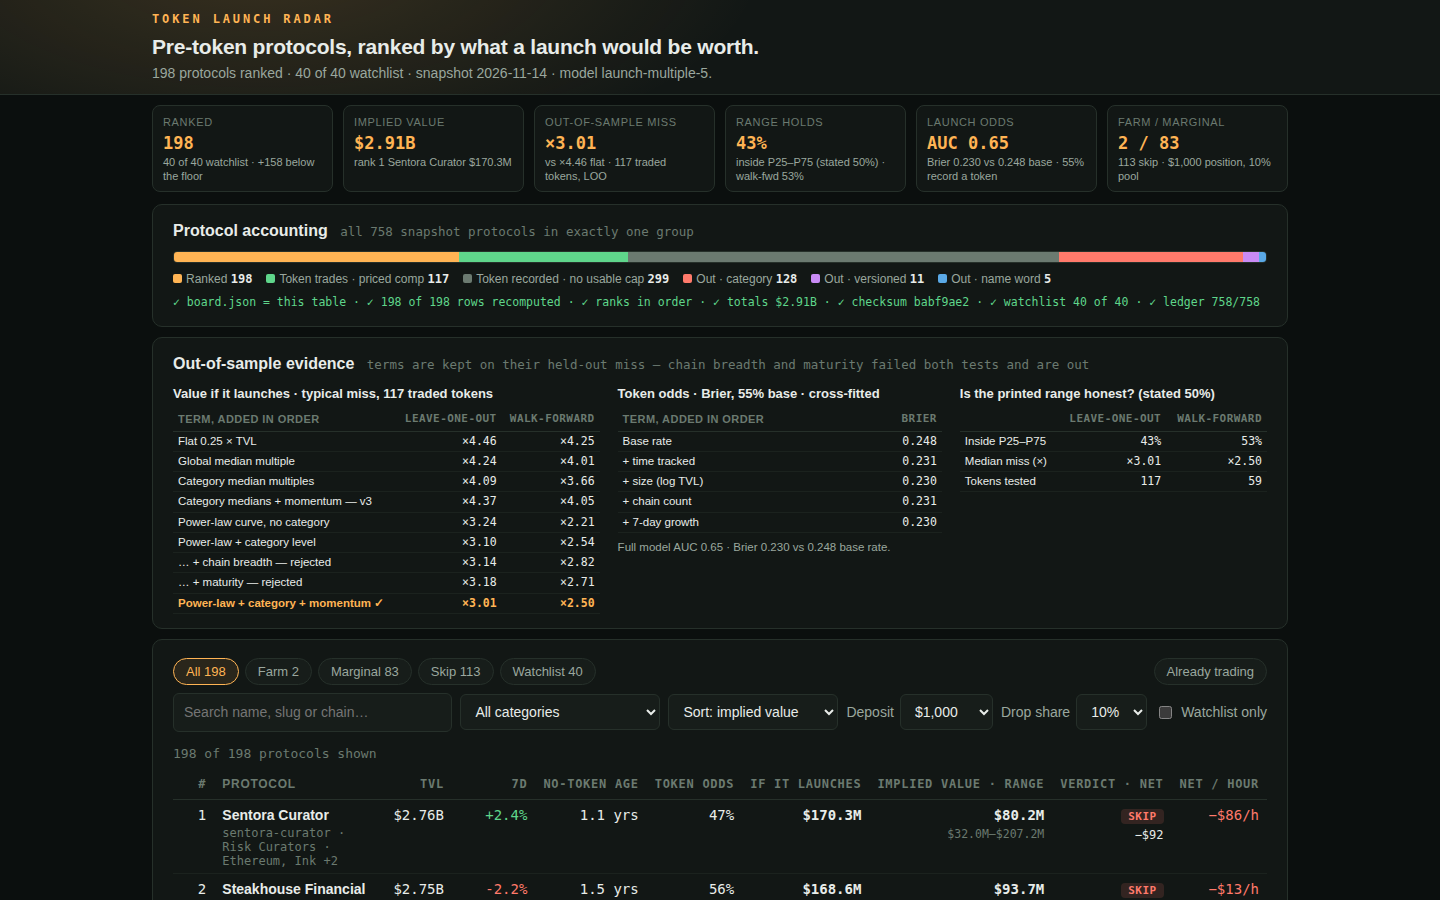 TOKEN LAUNCH RADAR
Pre-token protocols, ranked by what a launch would be worth.
198 protocols ranked · 40 of 40 watchlist · snapshot 2026-11-14 · model launch-multiple-5.
RANKED
198
40 of 40 watchlist · +158 below
the floor
IMPLIED VALUE
$2.91B
rank 1 Sentora Curator $170.3M
OUT-OF-SAMPLE MISS
×3.01
vs ×4.46 flat · 117 traded
tokens, LOO
RANGE HOLDS
43%
inside P25–P75 (stated 50%) ·
walk-fwd 53%
LAUNCH ODDS
AUC 0.65
Brier 0.230 vs 0.248 base · 55%
record a token
FARM / MARGINAL
2 / 83
113 skip · $1,000 position, 10%
pool
Protocol accounting all 758 snapshot protocols in exactly one group
Ranked 198 Token trades · priced comp 117 Token recorded · no usable cap 299 Out · category 128 Out · versioned 11 Out · name word 5
✓ board.json = this table · ✓ 198 of 198 rows recomputed · ✓ ranks in order · ✓ totals $2.91B · ✓ checksum babf9ae2 · ✓ watchlist 40 of 40 · ✓ ledger 758/758
Out-of-sample evidence terms are kept on their held-out miss — chain breadth and maturity failed both tests and are out
Value if it launches · typical miss, 117 traded tokens
TERM, ADDED IN ORDER LEAVE-ONE-OUT WALK-FORWARD
Flat 0.25 × TVL ×4.46 ×4.25
Global median multiple ×4.24 ×4.01
Category median multiples ×4.09 ×3.66
Category medians + momentum — v3 ×4.37 ×4.05
Power-law curve, no category ×3.24 ×2.21
Power-law + category level ×3.10 ×2.54
… + chain breadth — rejected ×3.14 ×2.82
… + maturity — rejected ×3.18 ×2.71
Power-law + category + momentum ✓ ×3.01 ×2.50
Token odds · Brier, 55% base · cross-fitted
TERM, ADDED IN ORDER BRIER
Base rate 0.248
+ time tracked 0.231
+ size (log TVL) 0.230
+ chain count 0.231
+ 7-day growth 0.230
Full model AUC 0.65 · Brier 0.230 vs 0.248 base rate.
Is the printed range honest? (stated 50%)
LEAVE-ONE-OUT WALK-FORWARD
Inside P25–P75 43% 53%
Median miss (×) ×3.01 ×2.50
Tokens tested 117 59
All 198 Farm 2 Marginal 83 Skip 113 Watchlist 40 Already trading
Search name, slug or chain… All categories Sort: implied value Deposit $1,000 Drop share 10% Watchlist only
198 of 198 protocols shown
# PROTOCOL TVL 7D NO-TOKEN AGE TOKEN ODDS IF IT LAUNCHES IMPLIED VALUE · RANGE VERDICT · NET NET / HOUR
1 Sentora Curator $2.76B +2.4% 1.1 yrs 47% $170.3M $80.2M SKIP −$86/h
sentora-curator · $32.0M–$207.2M −$92
Risk Curators ·
Ethereum, Ink +2
2 Steakhouse Financial $2.75B -2.2% 1.5 yrs 56% $168.6M $93.7M SKIP −$13/h